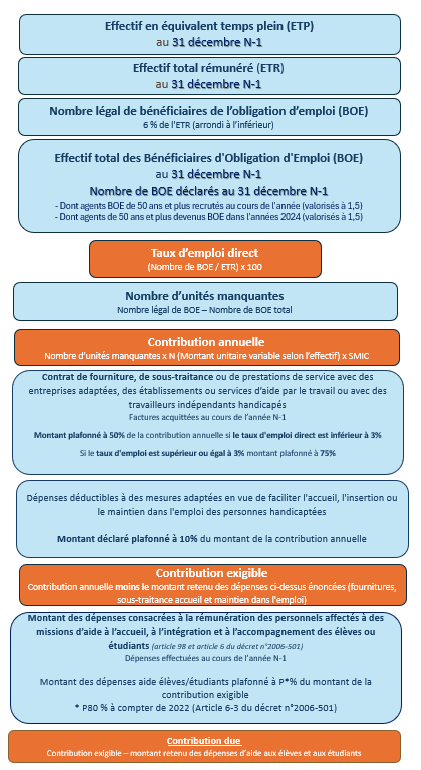 Effectif en équivalent temps plein (ETP)
au 31 décembre N-1
Effectif total rémunéré (ETR)
au 31 décembre N-1
Nombre légal de bénéficiaires de l'obligation d'emploi (BOE)
6 % de l'ETR (arrondi à l'inférieur)
Effectif total des Bénéficiaires d'Obligation d'Emploi (BOE)
au 31 décembre N-1
Nombre de BOE déclarés au 31 décembre N-1
- Dont agents BOE de 50 ans et plus recrutés au cours de l'année (valorisés à 1,5)
- Dont agents de 50 ans et plus devenus BOE dans l'années 2024 (valorisés à 1,5)
Taux d'emploi direct
(Nombre de BOE / ETR) x 100
Nombre d'unités manquantes
Nombre légal de BOE – Nombre de BOE total
Contribution annuelle
Nombre d'unités manquantes x N (Montant unitaire variable selon l'effectif) x SMIC
Contrat de fourniture, de sous-traitance ou de prestations de service avec des
entreprises adaptées, des établissements ou services d'aide par le travail ou avec des
travailleurs indépendants handicapés
Factures acquittées au cours de l'année N-1
Montant plafonné à 50% de la contribution annuelle si le taux d'emploi direct est inférieur à 3%
Si le taux d'emploi est supérieur ou égal à 3% montant plafonné à 75%
Dépenses déductibles à des mesures adaptées en vue de faciliter l'accueil, l'insertion ou
le maintien dans l'emploi des personnes handicaptées
Montant déclaré plafonné à 10% du montant de la contribution annuelle
Contribution exigible
Contribution annuelle moins le montant retenu des dépenses ci-dessus énoncées (fournitures,
sous-traitance accueil et maintien dans l'emploi)
Montant des dépenses consacrées à la rémunération des personnels affectés à des
missions d'aide à l'accueil, à l'intégration et à l'accompagnement des élèves ou
étudiants (article 98 et article 6 du décret n°2006-501)
Dépenses effectuées au cours de l'année N-1
Montant des dépenses aide élèves/étudiants plafonné à P*% du montant de la
contribution exigible
* P80 % à compter de 2022 (Article 6-3 du décret n°2006-501)
Contribution due
Contribution exigible – montant retenu des dépenses d'aide aux élèves et aux étudiants